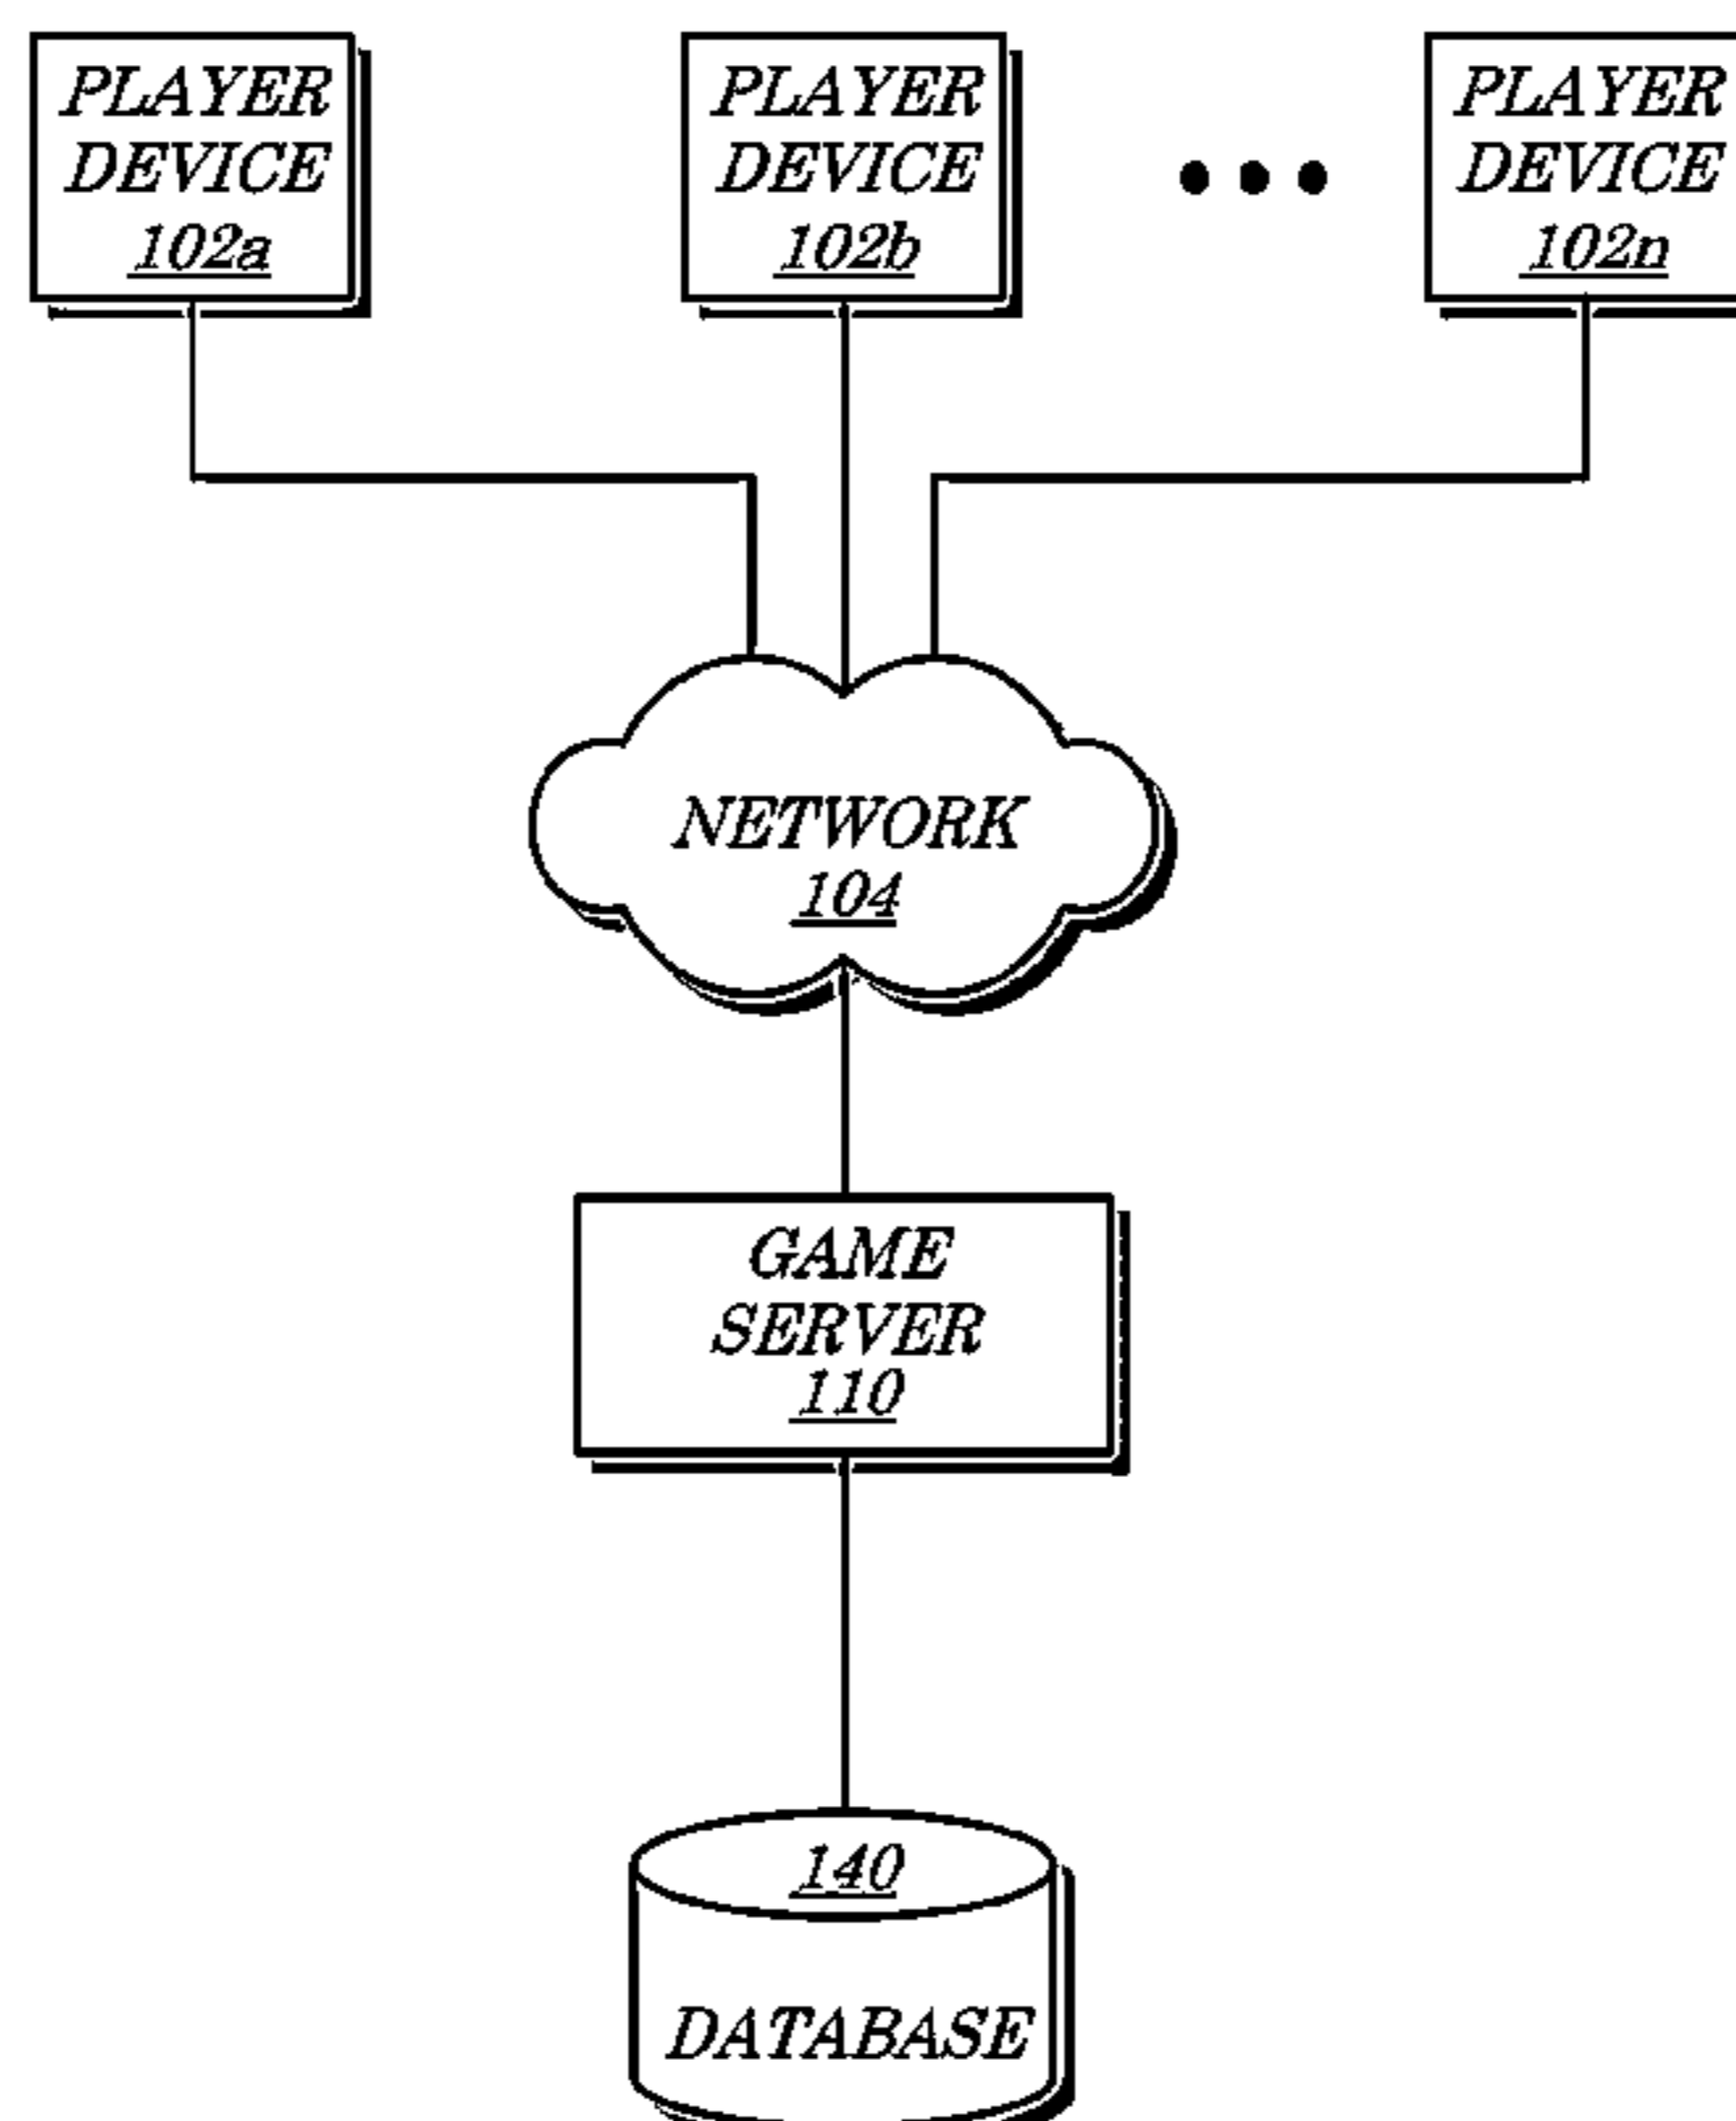 PLAYER
DEVICE
102a
PLAYER
DEVICE
102b
PLAYER
DEVICE
102n
NETWORK
104
GAME
SERVER
110
140
DATABASE